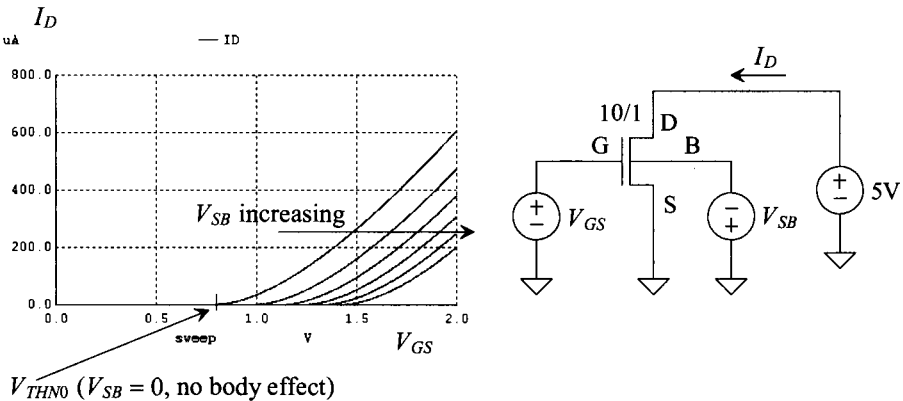 I_D
uA
— ID
800.0
600.0
400.0
200.0
0.0
0.0 0.5 1.0 1.5 2.0
sweep V V_GS
V_SB increasing
V_THN0 (V_SB = 0, no body effect)
I_D
10/1
D
G
B
S
+
−
V_GS
−
+
V_SB
+
−
5V